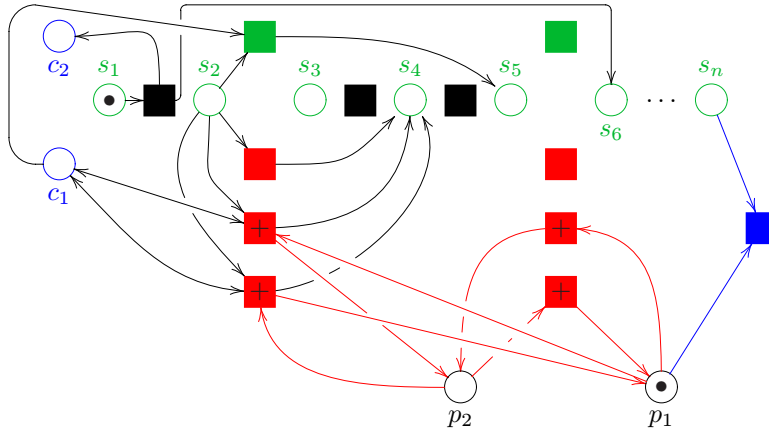 c₂
s₁ s₂ s₃ s₄ s₅ s₆ ⋯ sₙ
c₁
+ +
+ +
p₂ p₁